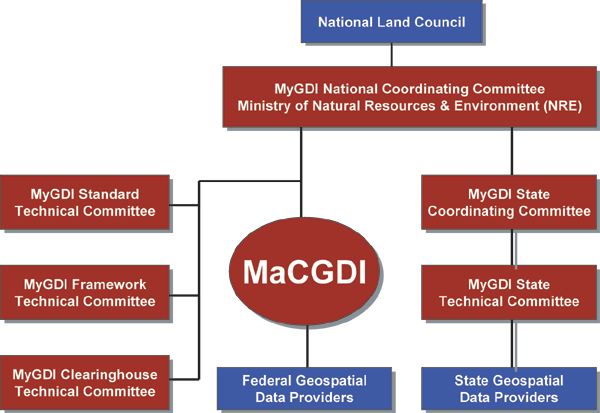 National Land Council
MyGDI National Coordinating Committee
Ministry of Natural Resources & Environment (NRE)
MyGDI Standard
Technical Committee
MyGDI State
Coordinating Committee
MaCGDI
MyGDI Framework
Technical Committee
MyGDI State
Technical Committee
MyGDI Clearinghouse
Technical Committee
Federal Geospatial
Data Providers
State Geospatial
Data Providers